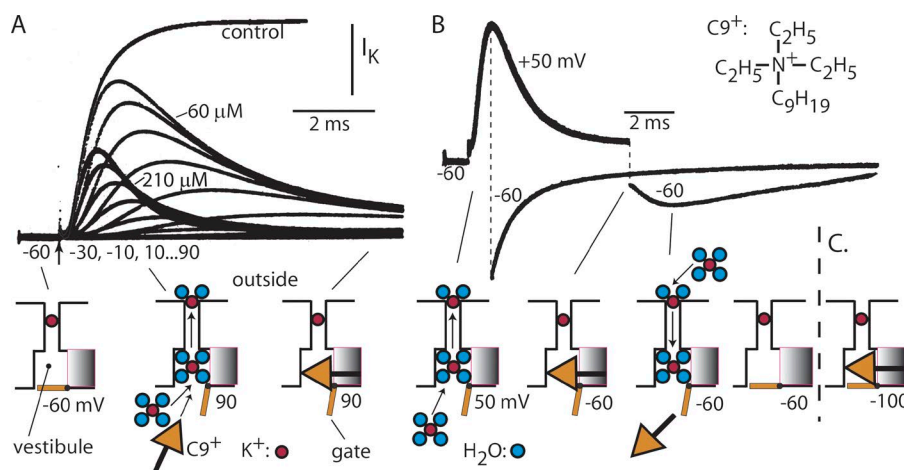 A
control
I_K
60 µM
2 ms
210 µM
-60
-30, -10, 10...90
B
+50 mV
C9⁺:
C₂H₅
C₂H₅—N⁺—C₂H₅
C₉H₁₉
2 ms
-60
-60
-60
C.
outside
-60 mV
90
90
50 mV
-60
-60
-60
-100
vestibule
C9⁺
K⁺:
gate
H₂O: